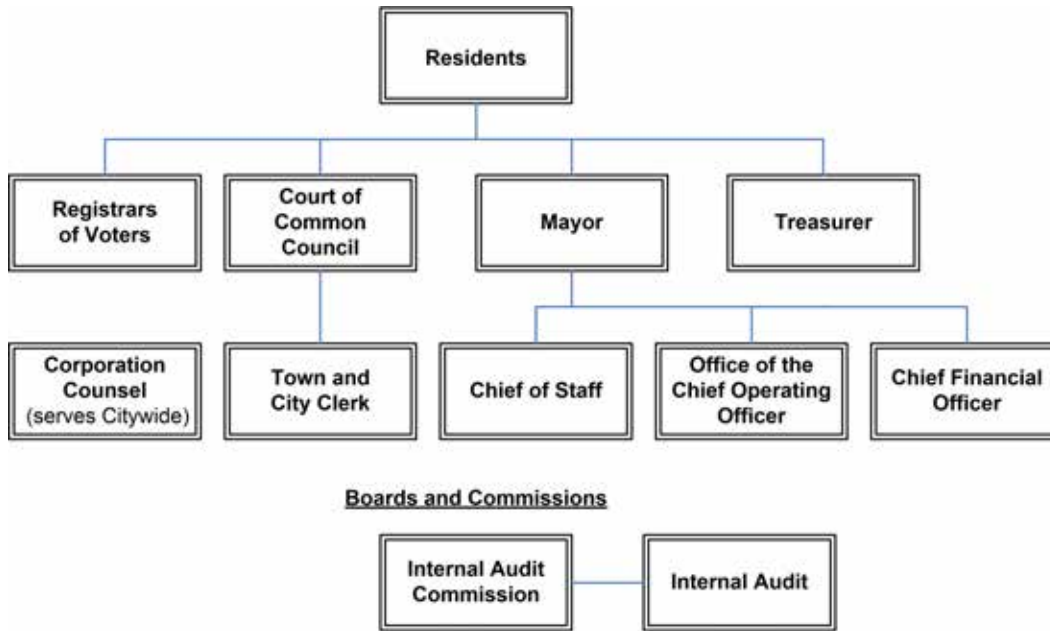 Residents
Registrars
of Voters
Court of
Common
Council
Mayor
Treasurer
Corporation
Counsel
(serves Citywide)
Town and
City Clerk
Chief of Staff
Office of the
Chief Operating
Officer
Chief Financial
Officer
Boards and Commissions
Internal Audit
Commission
Internal Audit